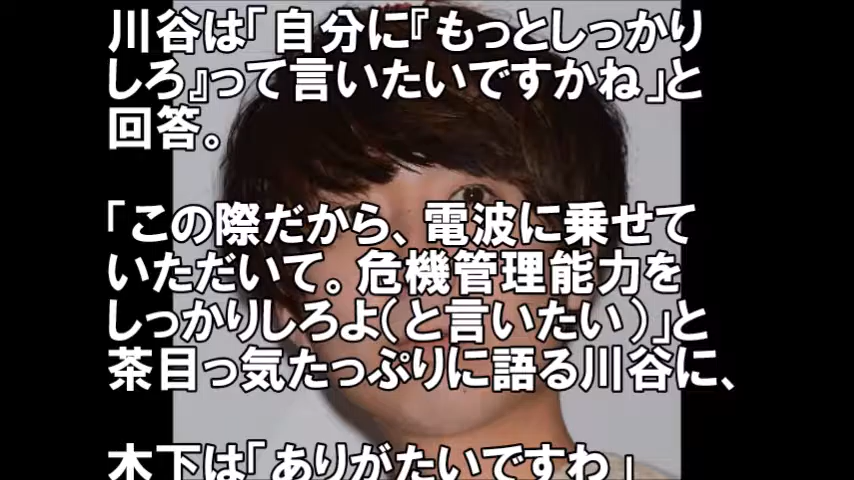 川谷は「自分に『もっとしっかり
しろ』って言いたいですかね」と
回答。
「この際だから、電波に乗せて
いただいて。危機管理能力を
しっかりしろよ（と言いたい）」と
茶目っ気たっぷりに語る川谷に、
木下は「ありがたいですわ」